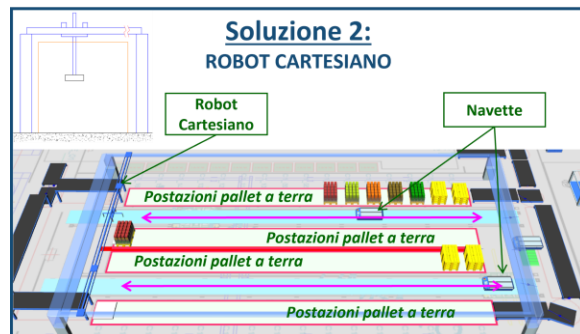 Soluzione 2:
ROBOT CARTESIANO
Robot
Cartesiano
Navette
Postazioni pallet a terra
Postazioni pallet a terra
Postazioni pallet a terra
Postazioni pallet a terra